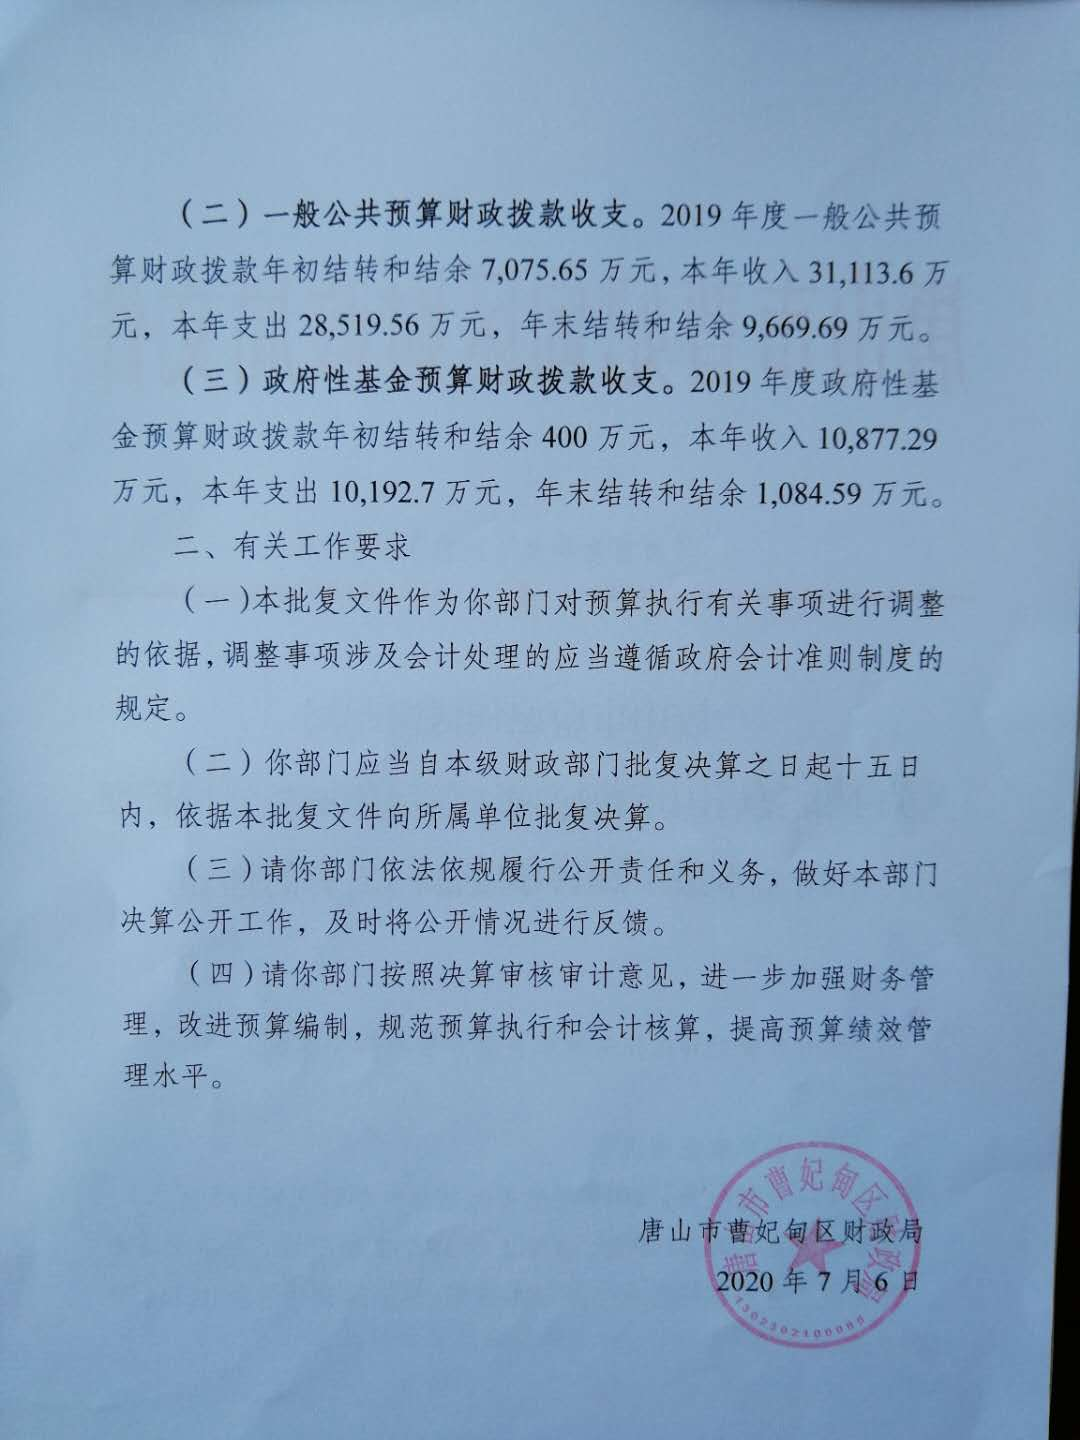 （二）一般公共预算财政拨款收支。2019 年度一般公共预
算财政拨款年初结转和结余 7,075.65 万元，本年收入 31,113.6 万
元，本年支出 28,519.56 万元，年末结转和结余 9,669.69 万元。
（三）政府性基金预算财政拨款收支。2019 年度政府性基
金预算财政拨款年初结转和结余 400 万元，本年收入 10,877.29
万元，本年支出 10,192.7 万元，年末结转和结余 1,084.59 万元。
二、有关工作要求
（一）本批复文件作为你部门对预算执行有关事项进行调整
的依据，调整事项涉及会计处理的应当遵循政府会计准则制度的
规定。
（二）你部门应当自本级财政部门批复决算之日起十五日
内，依据本批复文件向所属单位批复决算。
（三）请你部门依法依规履行公开责任和义务，做好本部门
决算公开工作，及时将公开情况进行反馈。
（四）请你部门按照决算审核审计意见，进一步加强财务管
理，改进预算编制，规范预算执行和会计核算，提高预算绩效管
理水平。
唐山市曹妃甸区财政局
2020 年 7 月 6 日
唐山市曹妃甸区财政局